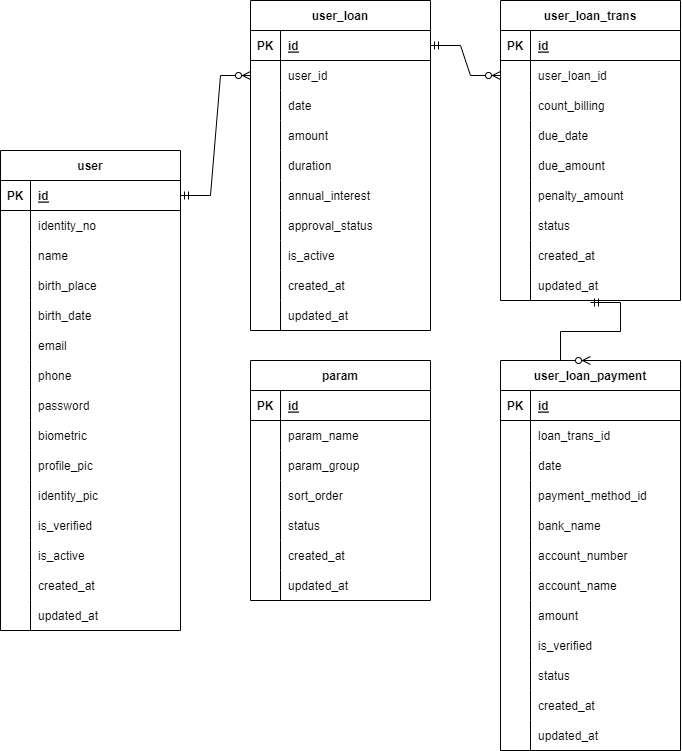 user
PK id
identity_no
name
birth_place
birth_date
email
phone
password
biometric
profile_pic
identity_pic
is_verified
is_active
created_at
updated_at
user_loan
PK id
user_id
date
amount
duration
annual_interest
approval_status
is_active
created_at
updated_at
param
PK id
param_name
param_group
sort_order
status
created_at
updated_at
user_loan_trans
PK id
user_loan_id
count_billing
due_date
due_amount
penalty_amount
status
created_at
updated_at
user_loan_payment
PK id
loan_trans_id
date
payment_method_id
bank_name
account_number
account_name
amount
is_verified
status
created_at
updated_at